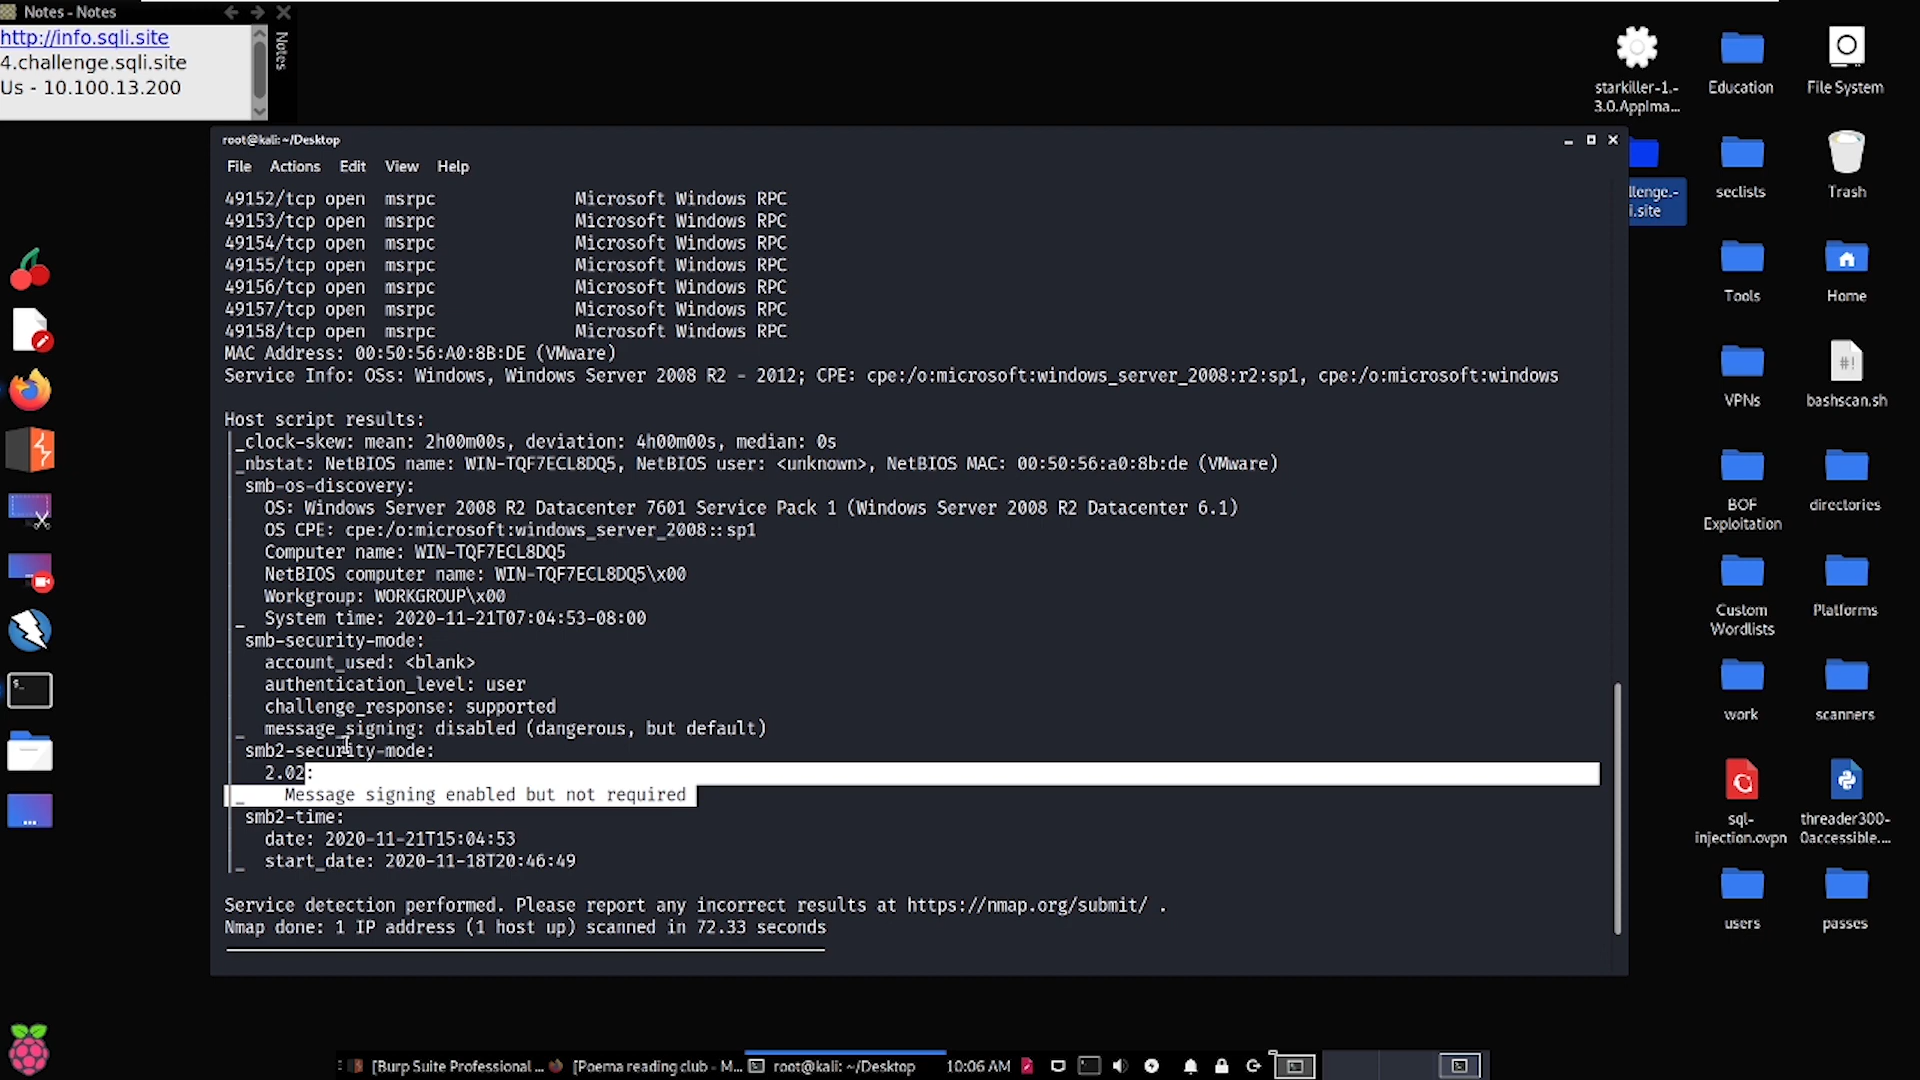 Notes - Notes
http://info.sqli.site
4.challenge.sqli.site
Us - 10.100.13.200
Notes
root@kali: ~/Desktop
File Actions Edit View Help
49152/tcp open msrpc Microsoft Windows RPC
49153/tcp open msrpc Microsoft Windows RPC
49154/tcp open msrpc Microsoft Windows RPC
49155/tcp open msrpc Microsoft Windows RPC
49156/tcp open msrpc Microsoft Windows RPC
49157/tcp open msrpc Microsoft Windows RPC
49158/tcp open msrpc Microsoft Windows RPC
MAC Address: 00:50:56:A0:8B:DE (VMware)
Service Info: OSs: Windows, Windows Server 2008 R2 - 2012; CPE: cpe:/o:microsoft:windows_server_2008:r2:sp1, cpe:/o:microsoft:windows
Host script results:
|_clock-skew: mean: 2h00m00s, deviation: 4h00m00s, median: 0s
|_nbstat: NetBIOS name: WIN-TQF7ECL8DQ5, NetBIOS user: <unknown>, NetBIOS MAC: 00:50:56:a0:8b:de (VMware)
| smb-os-discovery:
|   OS: Windows Server 2008 R2 Datacenter 7601 Service Pack 1 (Windows Server 2008 R2 Datacenter 6.1)
|   OS CPE: cpe:/o:microsoft:windows_server_2008::sp1
|   Computer name: WIN-TQF7ECL8DQ5
|   NetBIOS computer name: WIN-TQF7ECL8DQ5\x00
|   Workgroup: WORKGROUP\x00
|_  System time: 2020-11-21T07:04:53-08:00
| smb-security-mode:
|   account_used: <blank>
|   authentication_level: user
|   challenge_response: supported
|_  message_signing: disabled (dangerous, but default)
| smb2-security-mode:
|   2.02:
|_    Message signing enabled but not required
| smb2-time:
|   date: 2020-11-21T15:04:53
|_  start_date: 2020-11-18T20:46:49
Service detection performed. Please report any incorrect results at https://nmap.org/submit/ .
Nmap done: 1 IP address (1 host up) scanned in 72.33 seconds
starkiller-1.-
3.0.AppIma...
Education
File System
llenge.-
i.site
seclists
Trash
Tools
Home
VPNs
#!
bashscan.sh
BOF
Exploitation
directories
Custom
Wordlists
Platforms
work
scanners
sql-
injection.ovpn
threader300-
0accessible....
users
passes
[Burp Suite Professional ...
[Poema reading club - M...
root@kali: ~/Desktop
10:06 AM